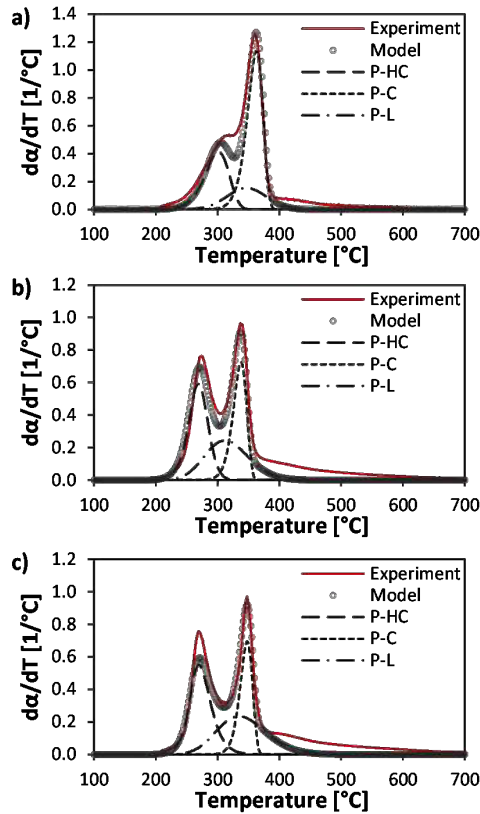 a)
1.4
1.2
1.0
0.8
0.6
0.4
0.2
0.0
dα/dT [1/°C]
Experiment
Model
P-HC
P-C
P-L
100 200 300 400 500 600 700
Temperature [°C]
b)
1.2
1.0
0.8
0.6
0.4
0.2
0.0
dα/dT [1/°C]
Experiment
Model
P-HC
P-C
P-L
100 200 300 400 500 600 700
Temperature [°C]
c)
1.2
1.0
0.8
0.6
0.4
0.2
0.0
dα/dT [1/°C]
Experiment
Model
P-HC
P-C
P-L
100 200 300 400 500 600 700
Temperature [°C]